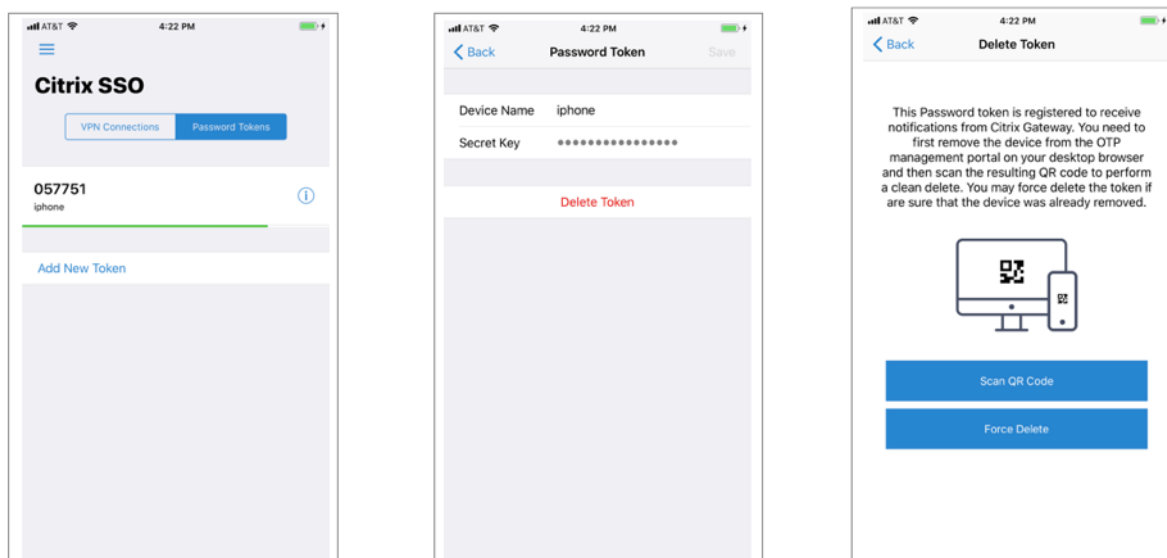 AT&T 4:22 PM
Citrix SSO
VPN Connections Password Tokens
057751
iphone
Add New Token
AT&T 4:22 PM
Back Password Token Save
Device Name iphone
Secret Key ••••••••••••••••
Delete Token
AT&T 4:22 PM
Back Delete Token
This Password token is registered to receive
notifications from Citrix Gateway. You need to
first remove the device from the OTP
management portal on your desktop browser
and then scan the resulting QR code to perform
a clean delete. You may force delete the token if
are sure that the device was already removed.
Scan QR Code
Force Delete